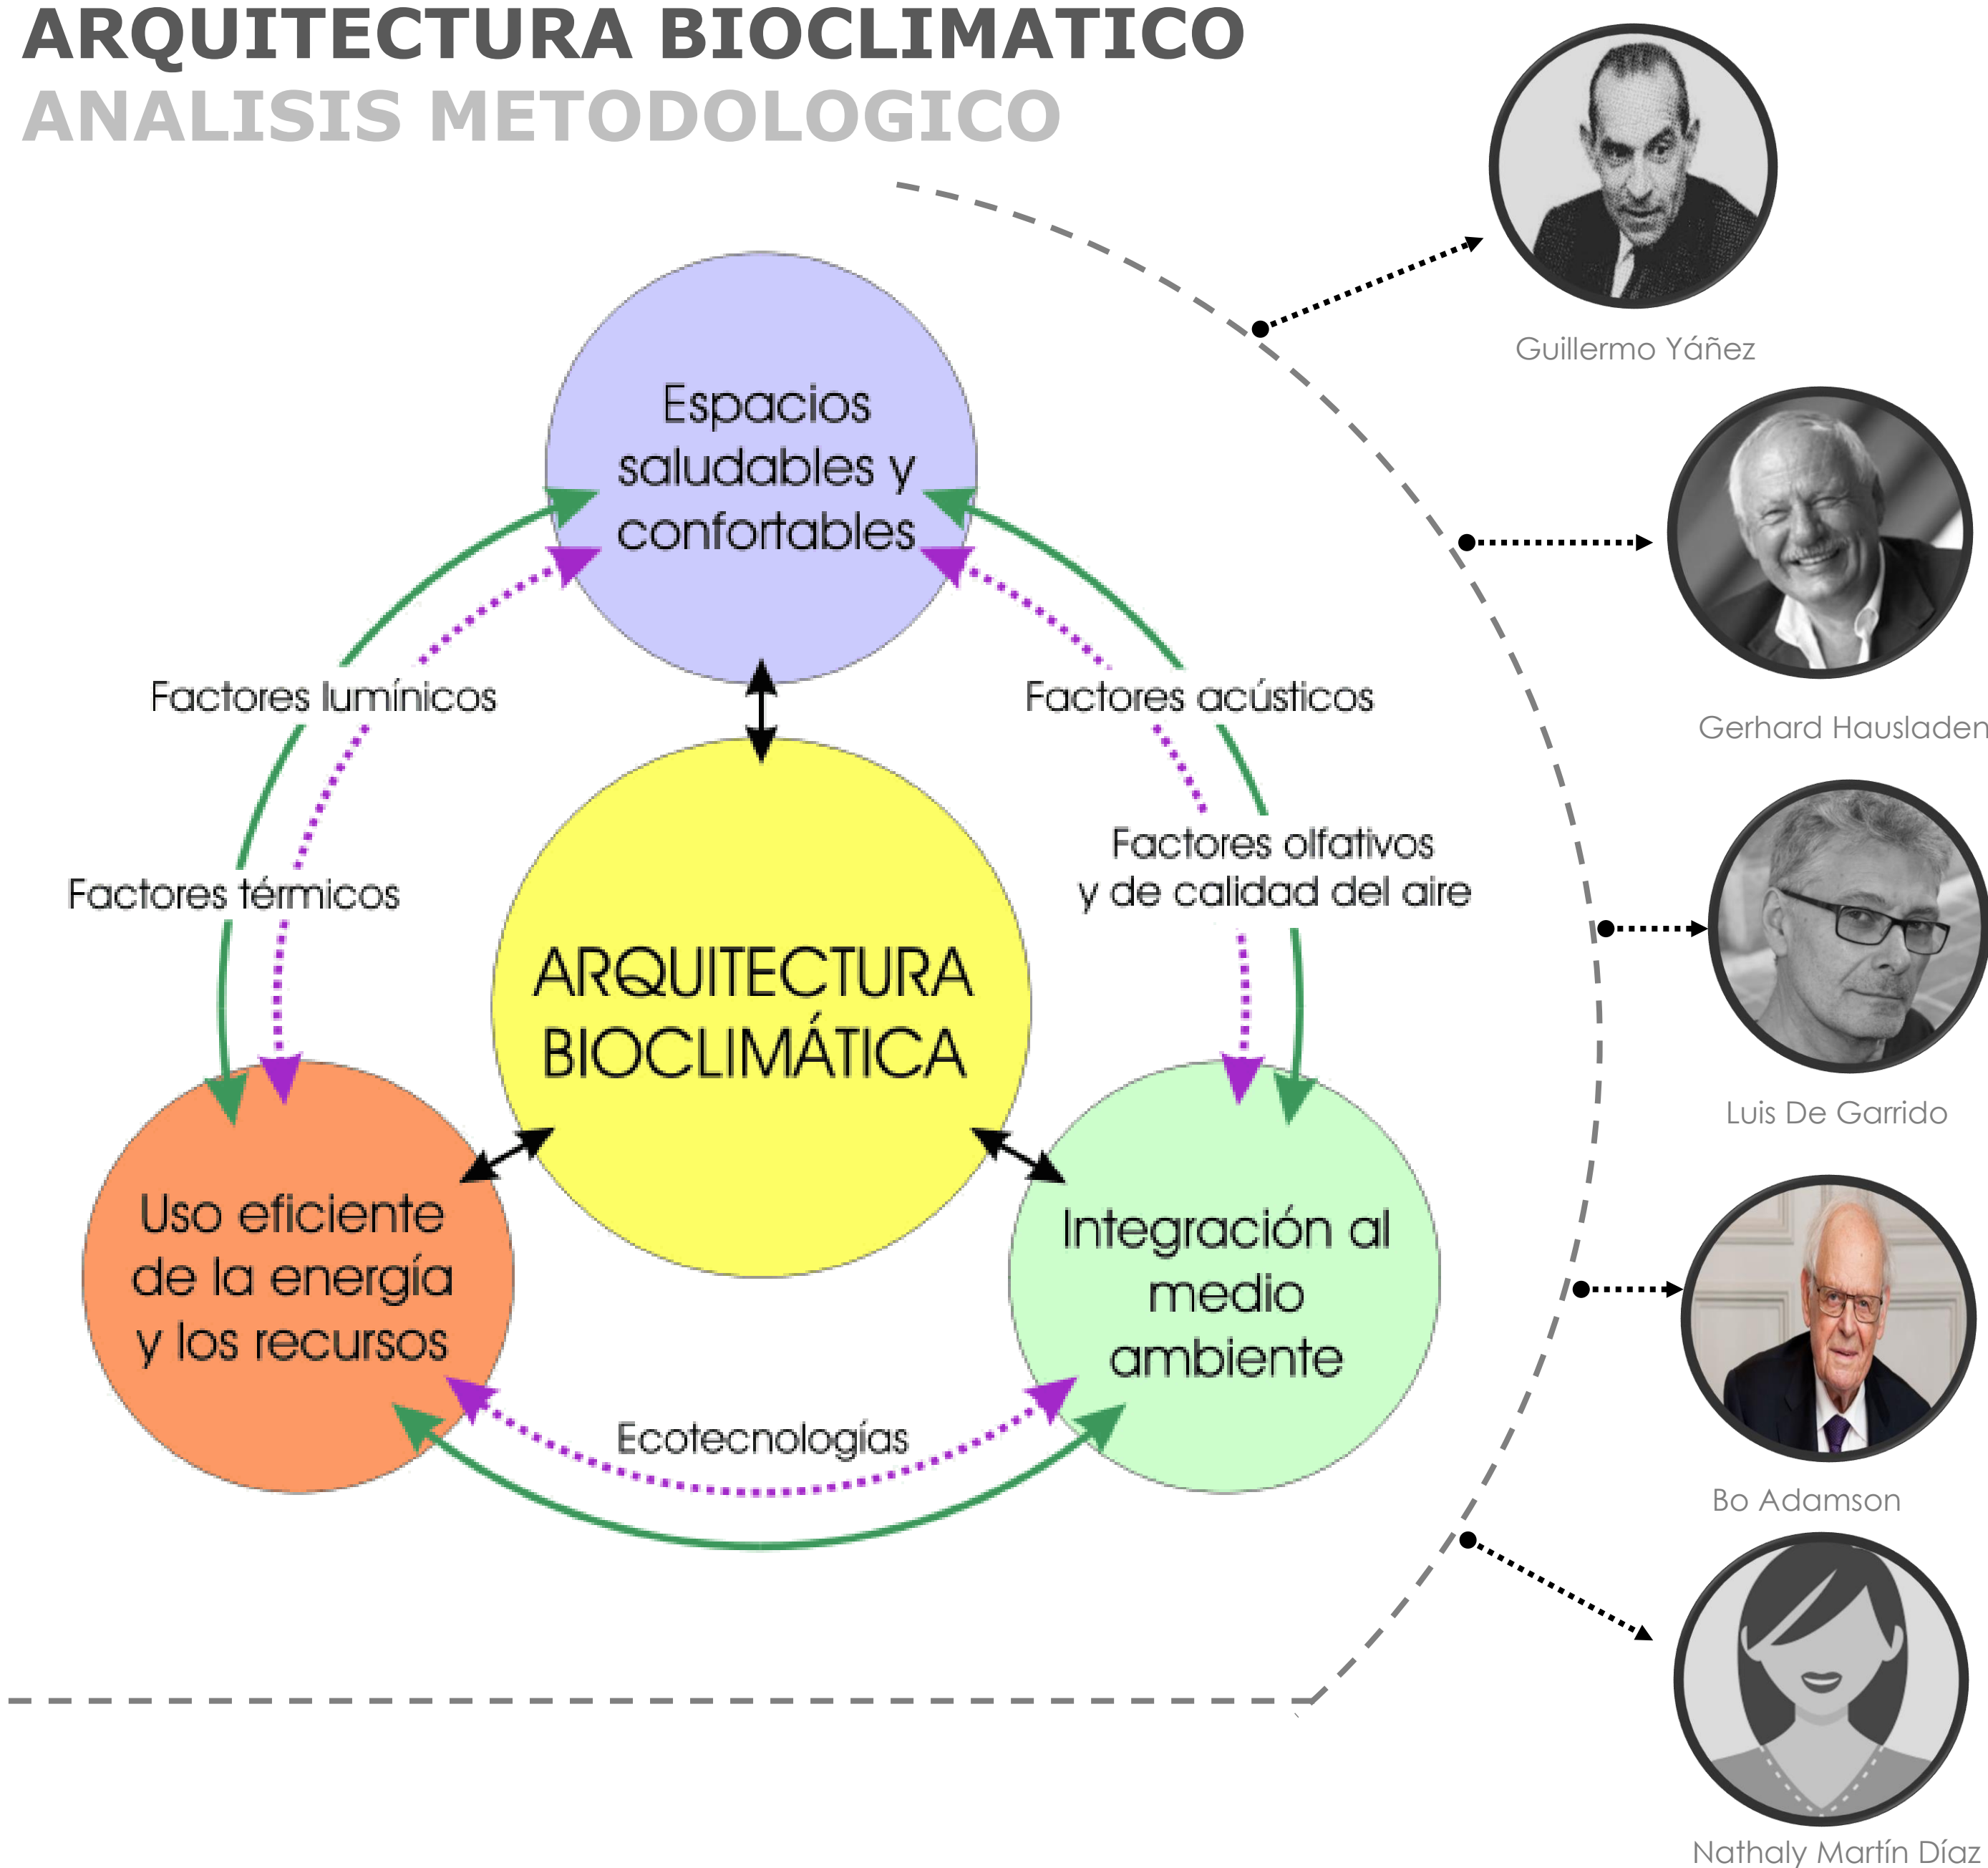 ARQUITECTURA BIOCLIMATICO
ANALISIS METODOLOGICO
Guillermo Yáñez
Espacios
saludables y
confortables
Factores lumínicos
Factores acústicos
Gerhard Hausladen
Factores olfativos
y de calidad del aire
Factores térmicos
ARQUITECTURA
BIOCLIMÁTICA
Luis De Garrido
Uso eficiente
de la energía
y los recursos
Integración al
medio
ambiente
Ecotecnologías
Bo Adamson
Nathaly Martín Díaz